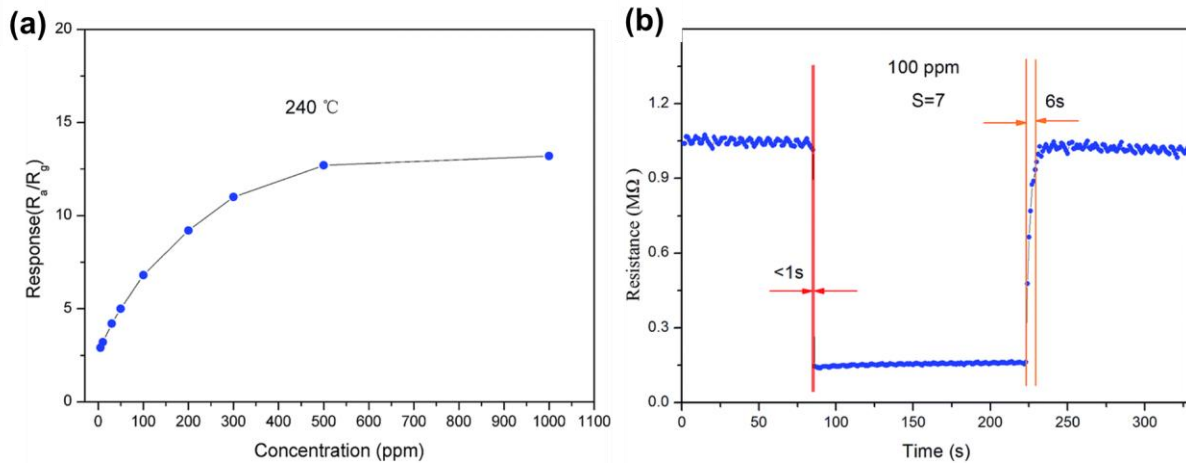 (a)
20
15
10
5
0
240 ℃
Response(Ra/Rg)
0 100 200 300 400 500 600 700 800 900 1000 1100
Concentration (ppm)
(b)
1.2
0.9
0.6
0.3
0.0
100 ppm
S=7
6s
<1s
Resistance (MΩ)
0 50 100 150 200 250 300
Time (s)